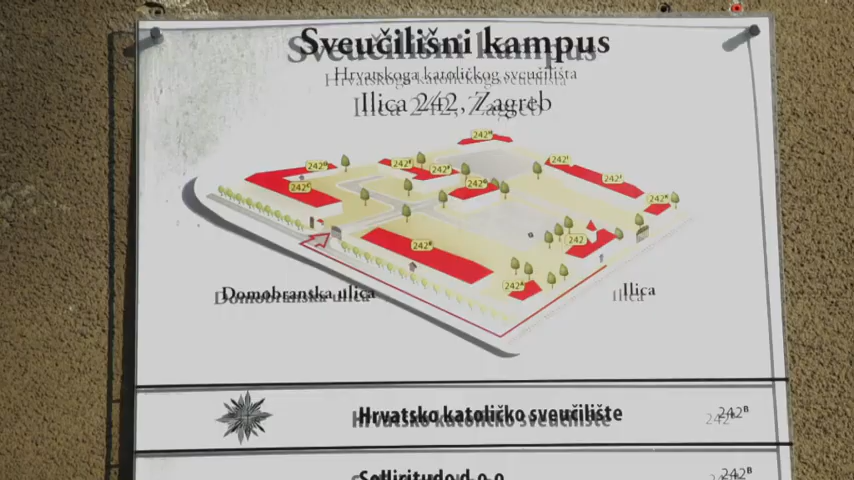 Sveučilišni kampus
Hrvatskoga katoličkog sveučilišta
Ilica 242, Zagreb
242
242
242
242
242
242
242
242
242
242
242
242
Domobranska ulica
Ilica
Hrvatsko katoličko sveučilište 242ᴮ
242ᴮ